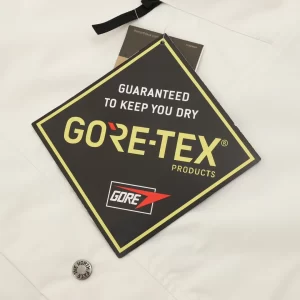 GUARANTEED
TO KEEP YOU DRY
GORE-TEX®
PRODUCTS
GORE